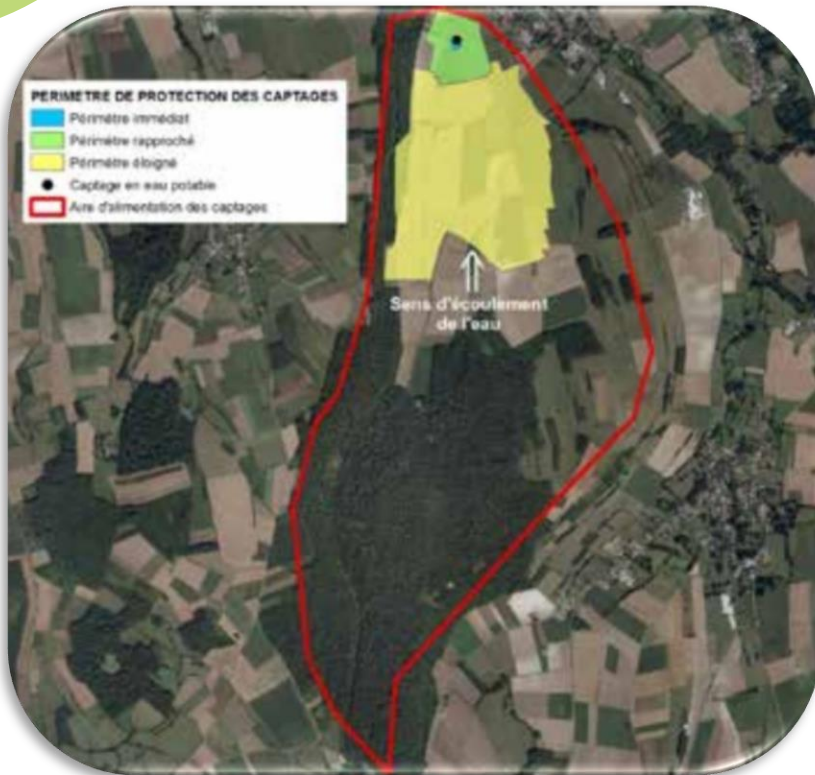 PERIMETRE DE PROTECTION DES CAPTAGES
Périmètre immédiat
Périmètre rapproché
Périmètre éloigné
Captage en eau potable
Aire d'alimentation des captages
Sens d'écoulement
de l'eau